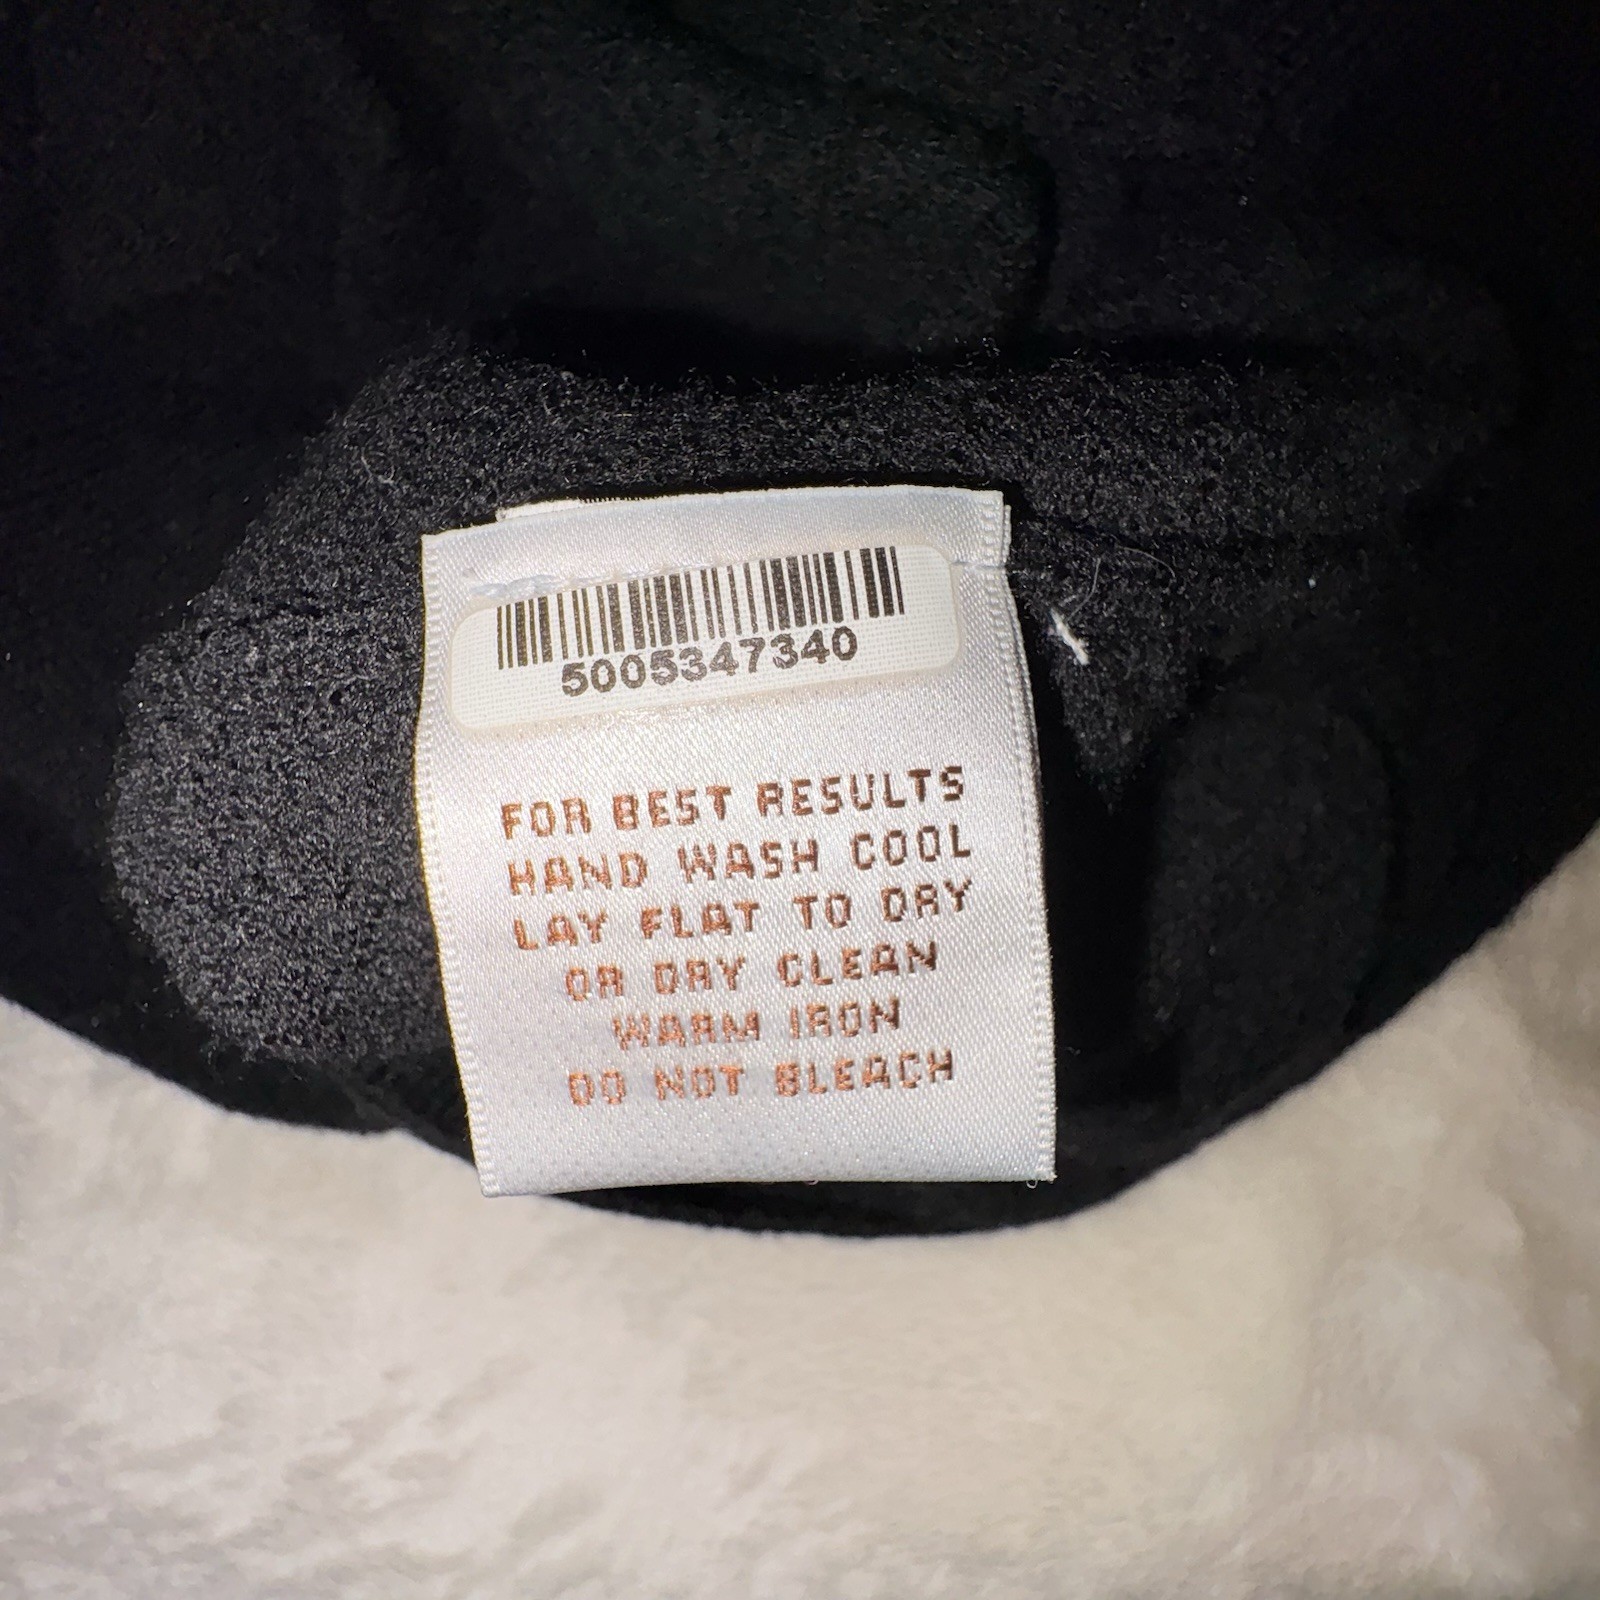 5005347340
FOR BEST RESULTS
HAND WASH COOL
LAY FLAT TO DRY
OR DRY CLEAN
WARM IRON
DO NOT BLEACH